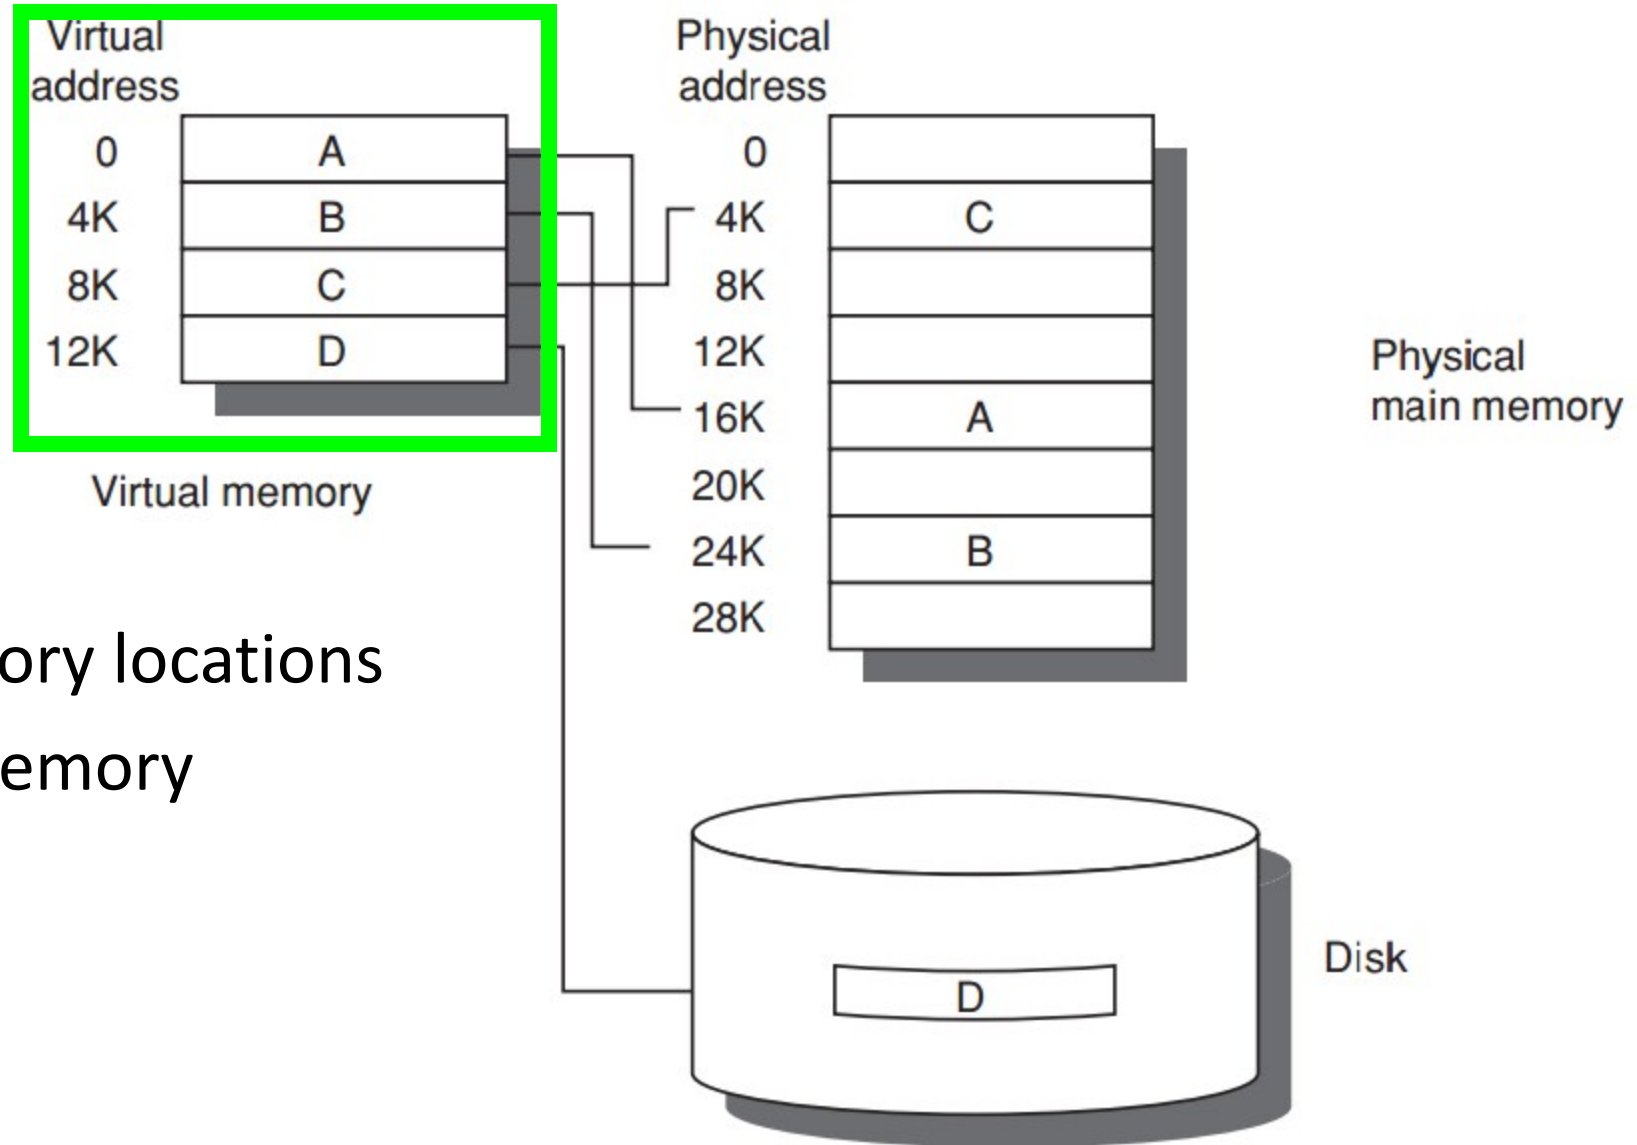 Virtual
address
0 A
4K B
8K C
12K D
Virtual memory
Physical
address
0
4K C
8K
12K
16K A
20K
24K B
28K
Physical
main memory
ory locations
emory
D
Disk